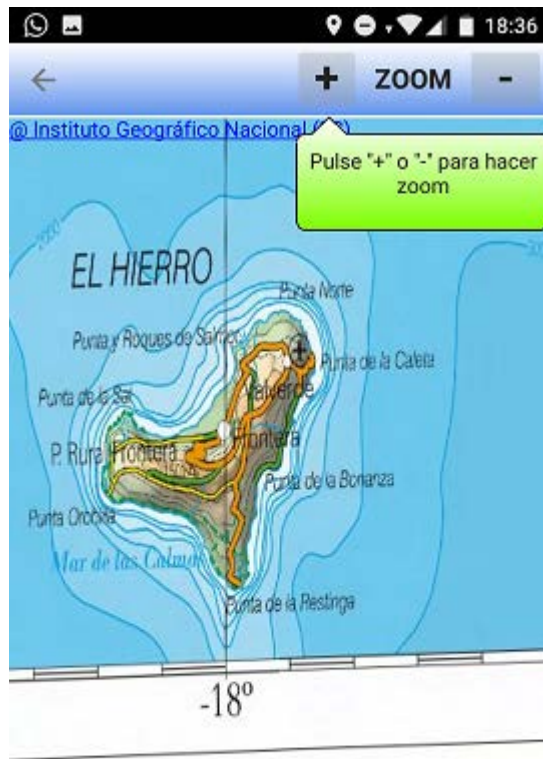 18:36
+ ZOOM -
@ Instituto Geográfico Nacional
Pulse "+" o "-" para hacer
zoom
EL HIERRO
Punta Norte
Punta y Roques de Salmor
Punta de la Caleta
Valverde
Punta de la Sal
Frontera
P. Rural Frontera
Punta de la Bonanza
Punta Orchilla
Mar de las Calmas
Punta de la Restinga
-18º